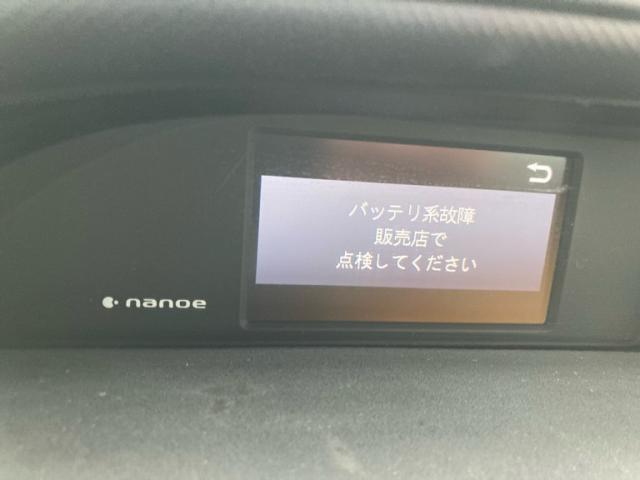 バッテリ系故障
販売店で
点検してください
nanoe